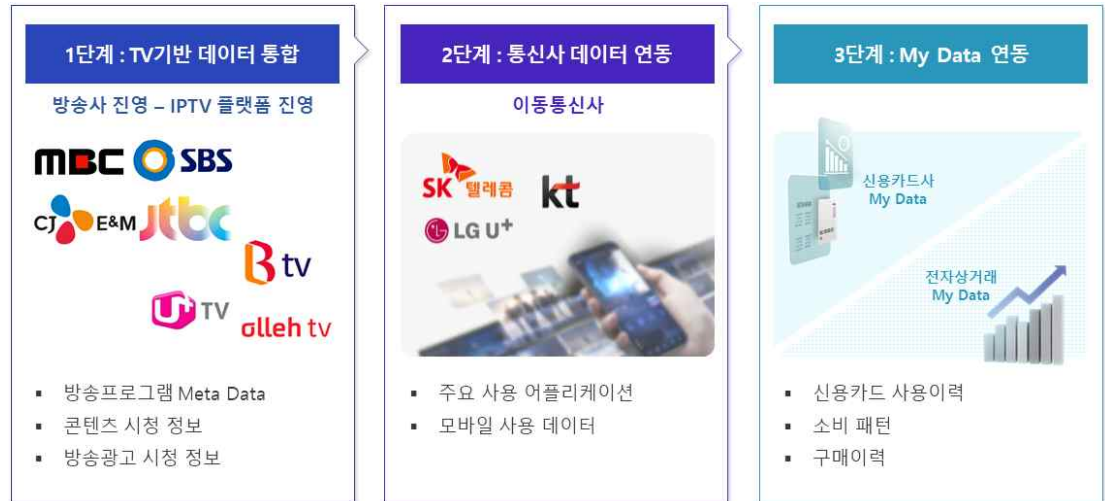 1단계 : TV기반 데이터 통합
방송사 진영 – IPTV 플랫폼 진영
MBC SBS
CJ E&M jtbc
B tv
U+ TV
olleh tv
▪ 방송프로그램 Meta Data
▪ 콘텐츠 시청 정보
▪ 방송광고 시청 정보
2단계 : 통신사 데이터 연동
이동통신사
SK 텔레콤 kt
LG U+
▪ 주요 사용 어플리케이션
▪ 모바일 사용 데이터
3단계 : My Data 연동
신용카드사
My Data
전자상거래
My Data
▪ 신용카드 사용이력
▪ 소비 패턴
▪ 구매이력